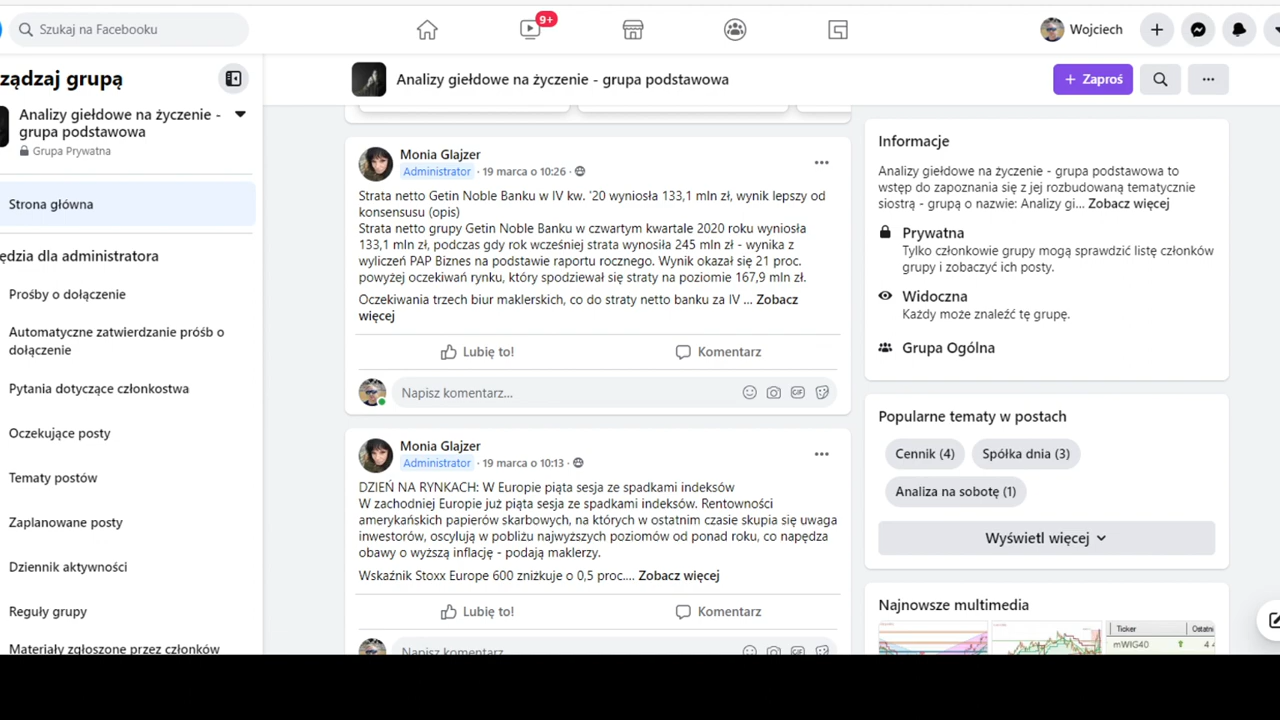 Szukaj na Facebooku
9+
Wojciech
ządzaj grupą
Analizy giełdowe na życzenie - grupa podstawowa
Zaproś
Analizy giełdowe na życzenie -
grupa podstawowa
Grupa Prywatna
Strona główna
ędzia dla administratora
Prośby o dołączenie
Automatyczne zatwierdzanie próśb o
dołączenie
Pytania dotyczące członkostwa
Oczekujące posty
Tematy postów
Zaplanowane posty
Dziennik aktywności
Reguły grupy
Materiały zgłoszone przez członków
Monia Glajzer
Administrator · 19 marca o 10:26 ·
Strata netto Getin Noble Banku w IV kw. '20 wyniosła 133,1 mln zł, wynik lepszy od
konsensusu (opis)
Strata netto grupy Getin Noble Banku w czwartym kwartale 2020 roku wyniosła
133,1 mln zł, podczas gdy rok wcześniej strata wynosiła 245 mln zł - wynika z
wyliczeń PAP Biznes na podstawie raportu rocznego. Wynik okazał się 21 proc.
powyżej oczekiwań rynku, który spodziewał się straty na poziomie 167,9 mln zł.
Oczekiwania trzech biur maklerskich, co do straty netto banku za IV ... Zobacz
więcej
Lubię to!
Komentarz
Napisz komentarz...
GIF
Monia Glajzer
Administrator · 19 marca o 10:13 ·
DZIEŃ NA RYNKACH: W Europie piąta sesja ze spadkami indeksów
W zachodniej Europie już piąta sesja ze spadkami indeksów. Rentowności
amerykańskich papierów skarbowych, na których w ostatnim czasie skupia się uwaga
inwestorów, oscylują w pobliżu najwyższych poziomów od ponad roku, co napędza
obawy o wyższą inflację - podają maklerzy.
Wskaźnik Stoxx Europe 600 zniżkuje o 0,5 proc.... Zobacz więcej
Lubię to!
Komentarz
Napisz komentarz...
Informacje
Analizy giełdowe na życzenie - grupa podstawowa to
wstęp do zapoznania się z jej rozbudowaną tematycznie
siostrą - grupą o nazwie: Analizy gi... Zobacz więcej
Prywatna
Tylko członkowie grupy mogą sprawdzić listę członków
grupy i zobaczyć ich posty.
Widoczna
Każdy może znaleźć tę grupę.
Grupa Ogólna
Popularne tematy w postach
Cennik (4)
Spółka dnia (3)
Analiza na sobotę (1)
Wyświetl więcej
Najnowsze multimedia
Ticker
Ostatni
mWIG40
4 4